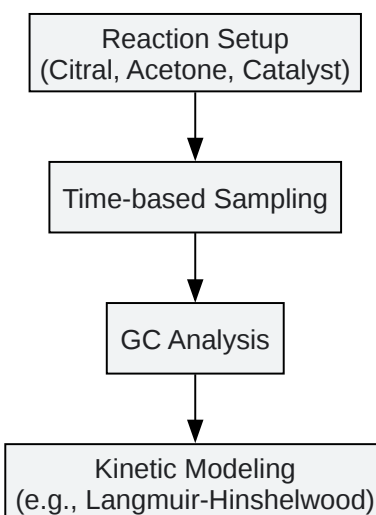 Reaction Setup
(Citral, Acetone, Catalyst)
Time-based Sampling
GC Analysis
Kinetic Modeling
(e.g., Langmuir-Hinshelwood)